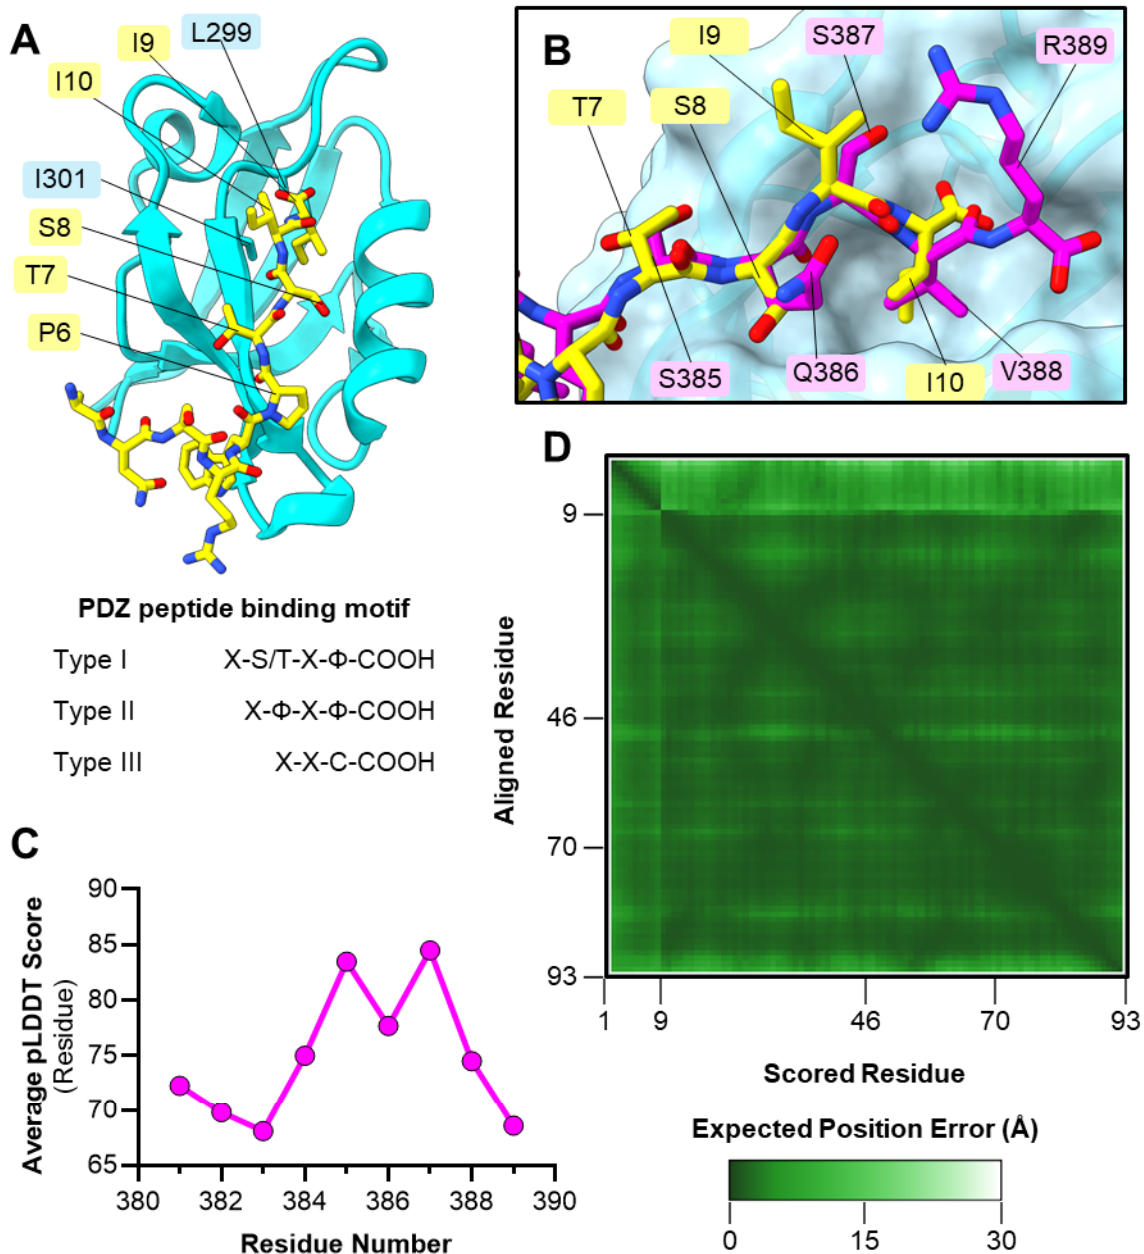 A
I9
L299
I10
I301
S8
T7
P6
B
I9
S387
R389
T7
S8
S385
Q386
I10
V388
PDZ peptide binding motif
Type I X-S/T-X-Φ-COOH
Type II X-Φ-X-Φ-COOH
Type III X-X-C-COOH
C
Average pLDDT Score
(Residue)
90
85
80
75
70
65
380 382 384 386 388 390
Residue Number
D
Aligned Residue
9
46
70
93
1 9 46 70 93
Scored Residue
Expected Position Error (Å)
0 15 30